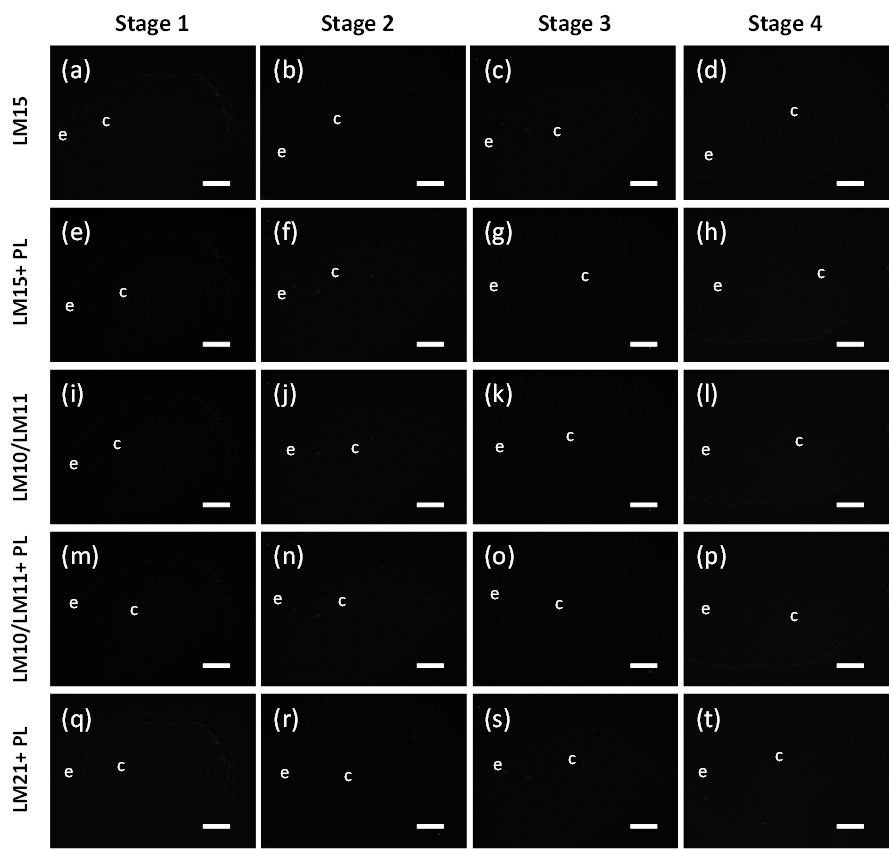 Stage 1 Stage 2 Stage 3 Stage 4
LM15
(a) (b) (c) (d)
c c c c
e e e e
LM15+ PL
(e) (f) (g) (h)
c c c c
e e e e
LM10/LM11
(i) (j) (k) (l)
c c c c
e e e e
LM10/LM11+ PL
(m) (n) (o) (p)
e c e c e c e c
LM21+ PL
(q) (r) (s) (t)
e c e c e c e c